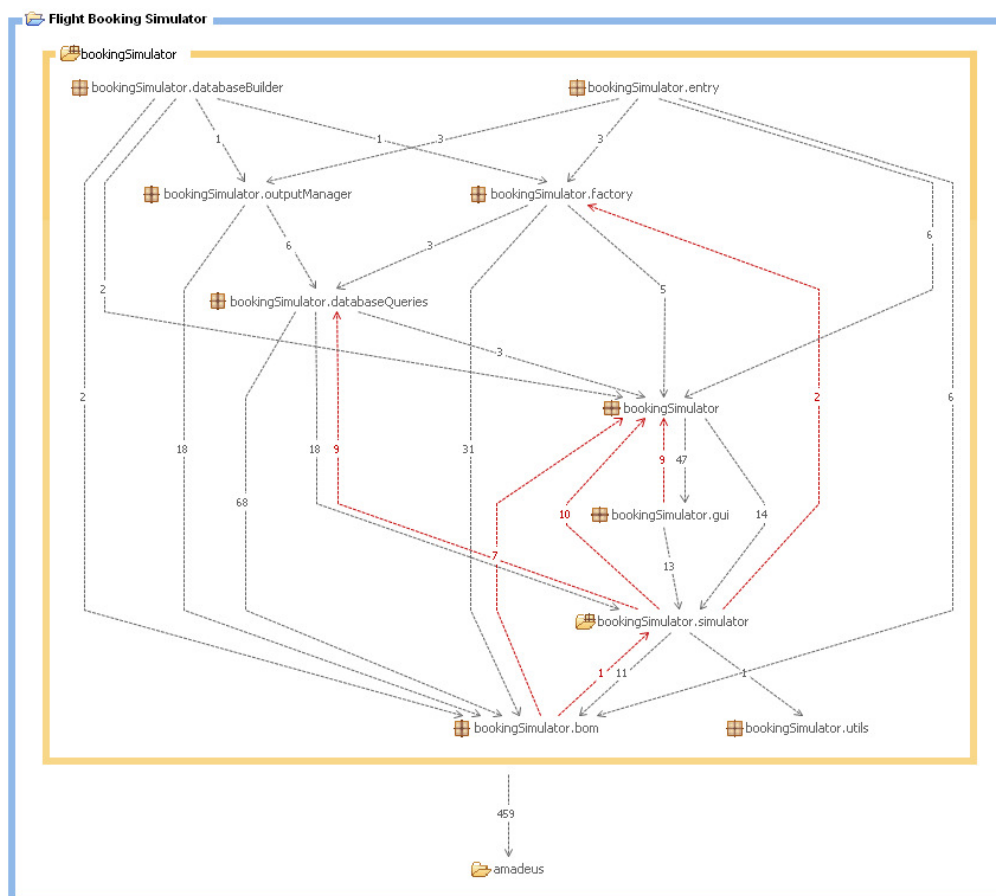 Flight Booking Simulator
bookingSimulator
bookingSimulator.databaseBuilder
bookingSimulator.entry
1
1
3
3
bookingSimulator.outputManager
bookingSimulator.factory
6
3
6
2
5
bookingSimulator.databaseQueries
3
2
2
6
bookingSimulator
18
9
18
31
9
47
68
10
14
bookingSimulator.gui
7
13
bookingSimulator.simulator
1
11
1
bookingSimulator.bom
bookingSimulator.utils
459
amadeus